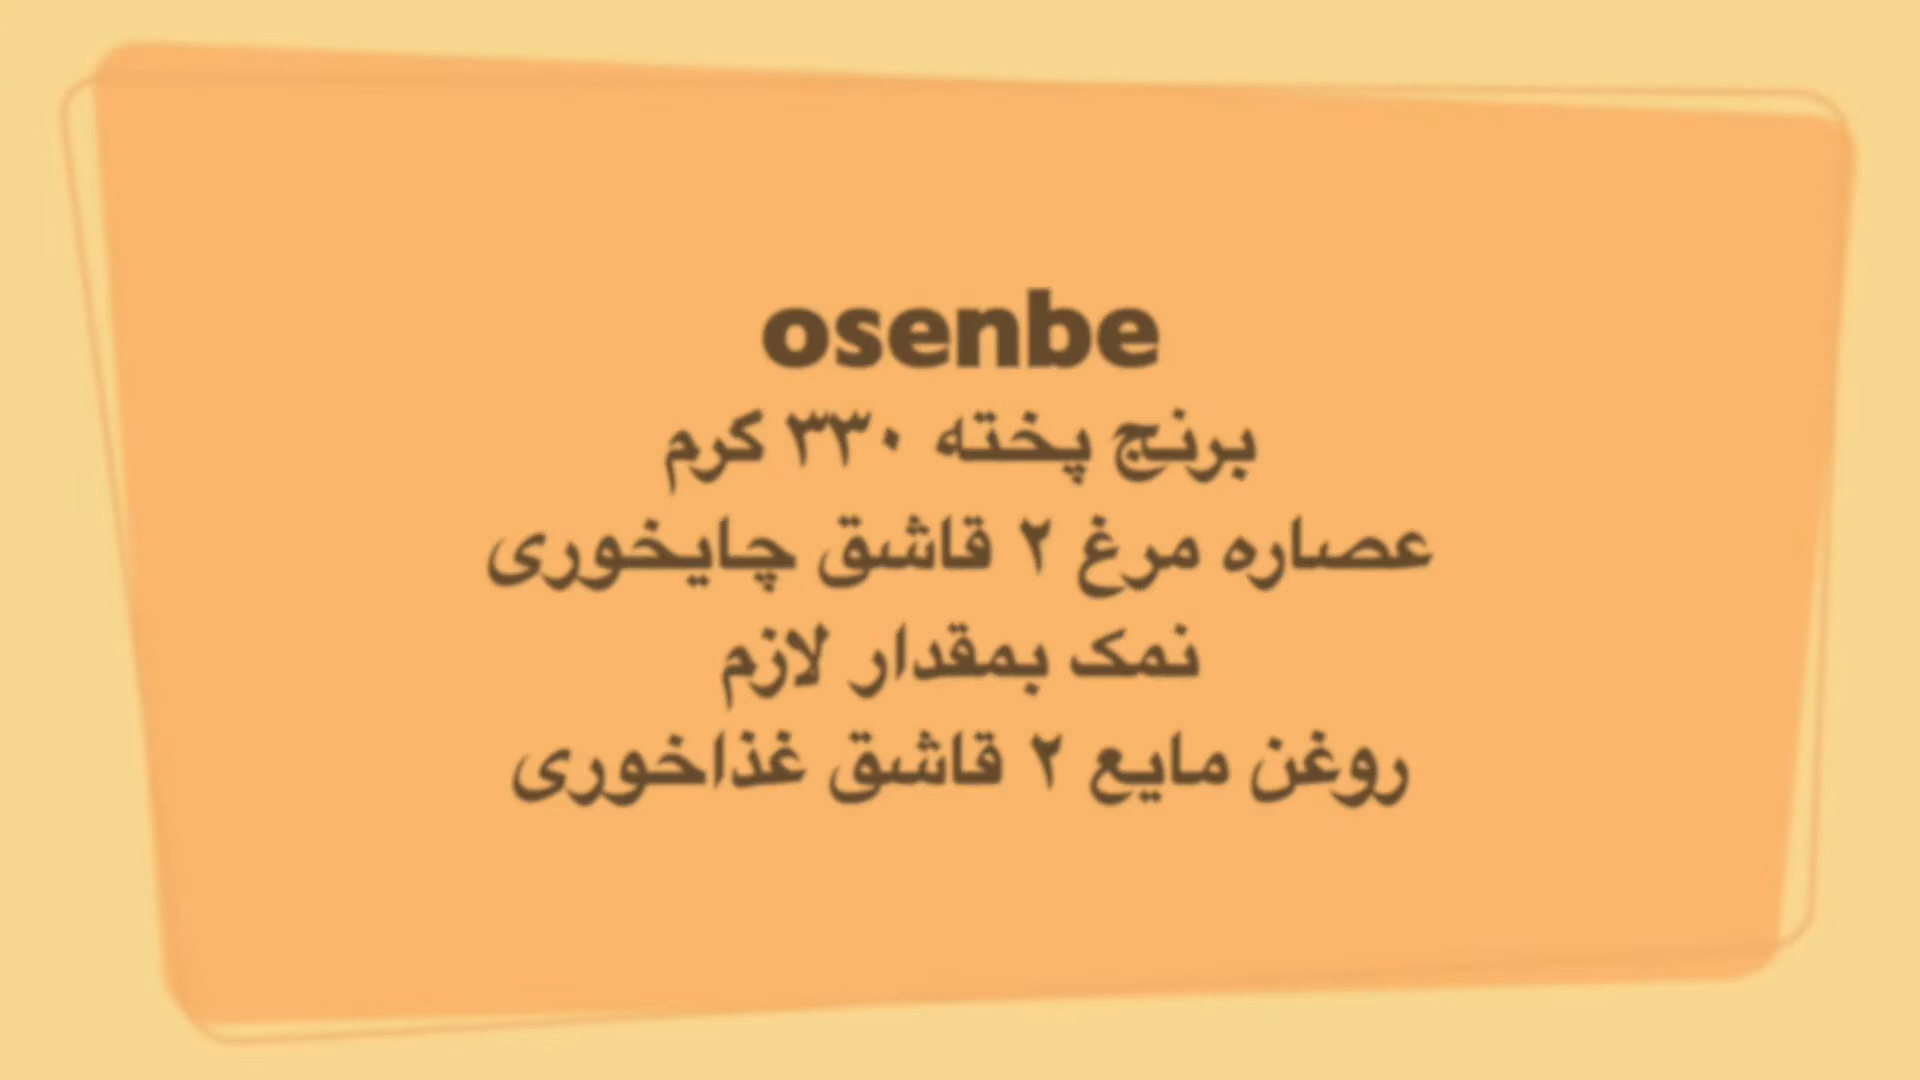 osenbe
برنج پخته ۳۳۰ گرم
عصاره مرغ ۲ قاشق چایخوری
نمک بمقدار لازم
روغن مایع ۲ قاشق غذاخوری